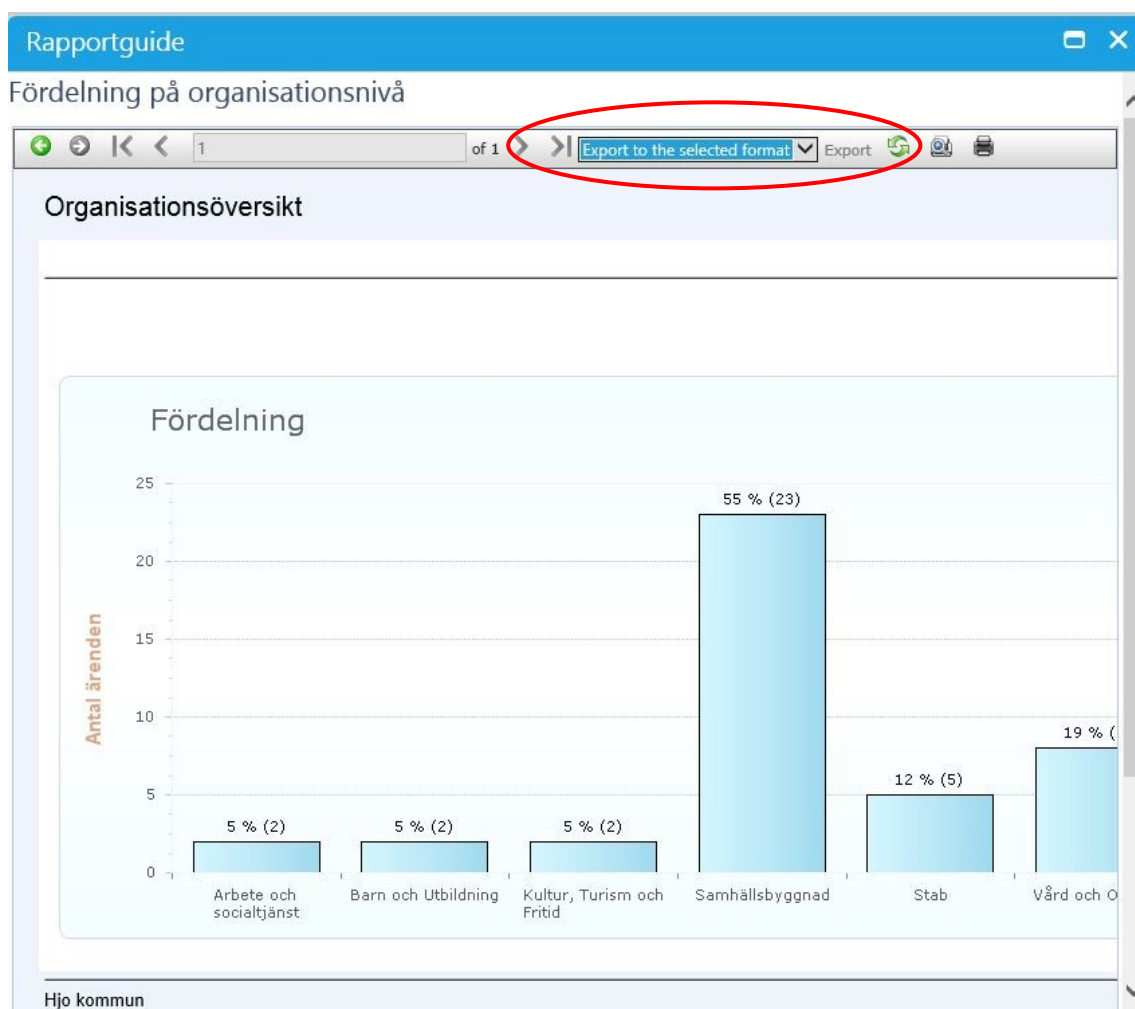 Rapportguide
Fördelning på organisationsnivå
1 of 1 Export to the selected format Export
Organisationsöversikt
Fördelning
Antal ärenden
25
20
15
10
5
0
5 % (2)
5 % (2)
5 % (2)
55 % (23)
12 % (5)
19 % (
Arbete och
socialtjänst
Barn och Utbildning
Kultur, Turism och
Fritid
Samhällsbyggnad
Stab
Vård och O
Hjo kommun